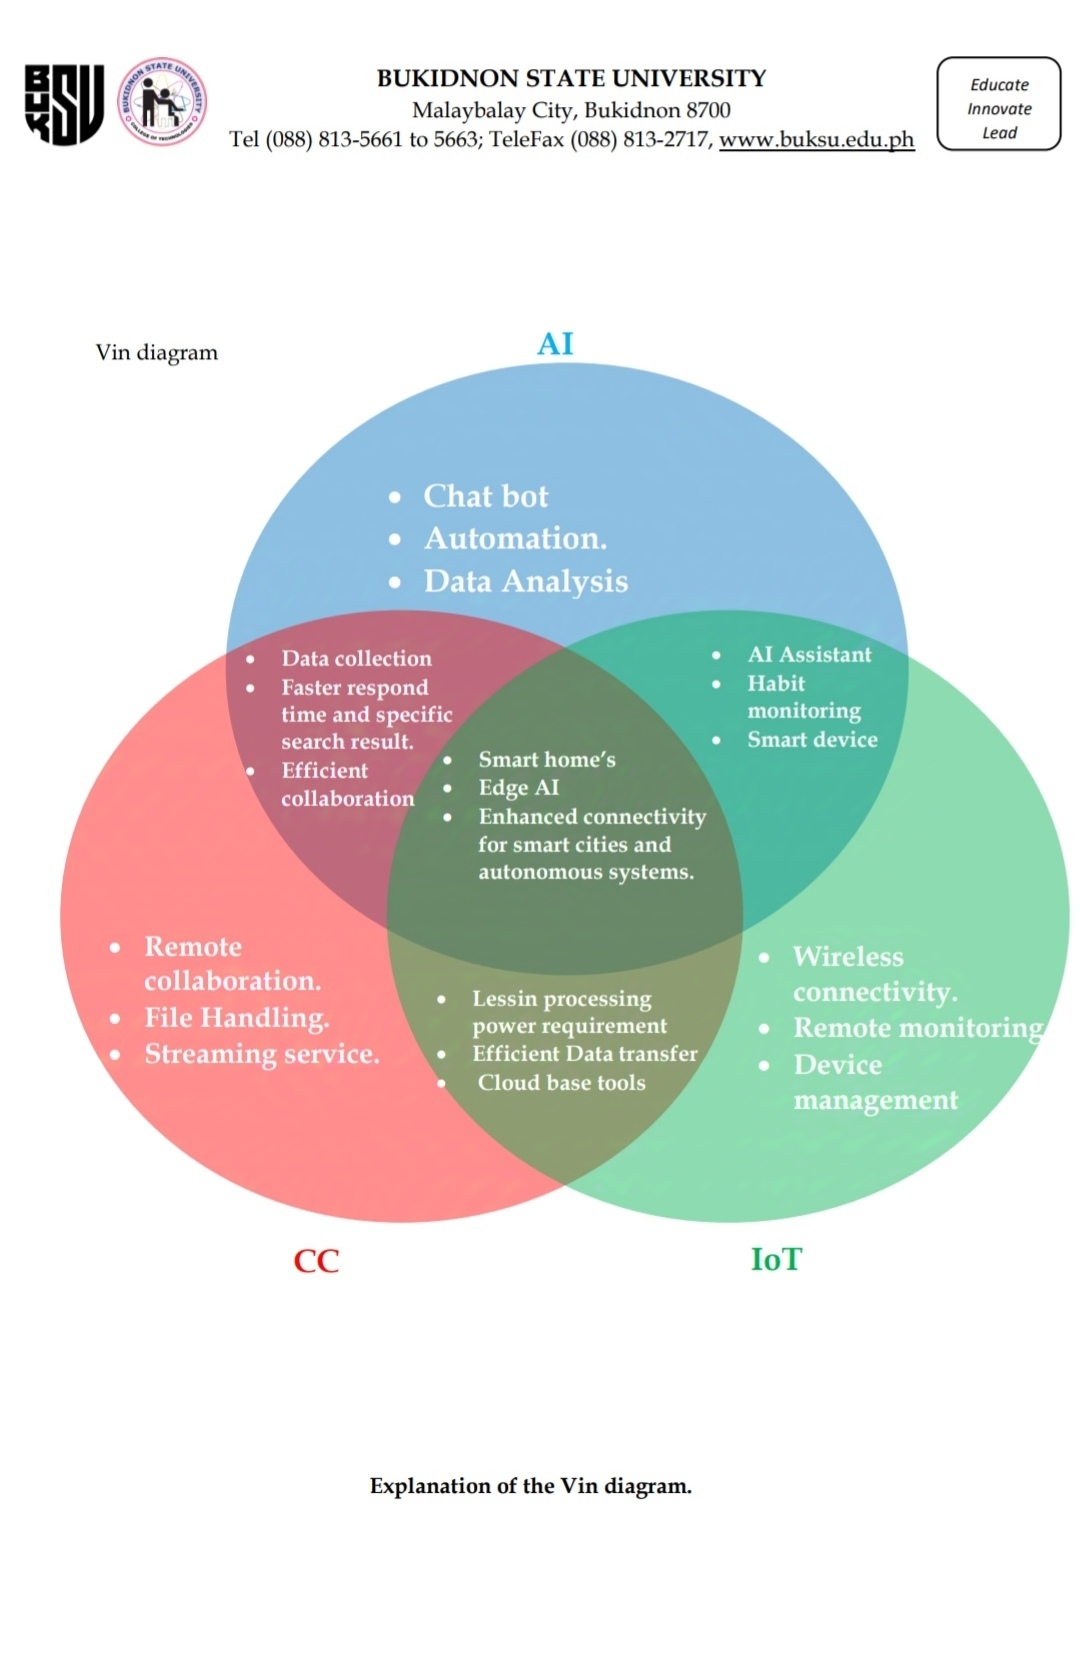 BUKSU
BUKIDNON STATE UNIVERSITY
COLLEGE OF TECHNOLOGIES
BUKIDNON STATE UNIVERSITY
Malaybalay City, Bukidnon 8700
Tel (088) 813-5661 to 5663; TeleFax (088) 813-2717, www.buksu.edu.ph
Educate
Innovate
Lead
Vin diagram
AI
• Chat bot
• Automation.
• Data Analysis
• Data collection
• Faster respond
time and specific
search result.
• Efficient
collaboration
• AI Assistant
• Habit
monitoring
• Smart device
• Smart home’s
• Edge AI
• Enhanced connectivity
for smart cities and
autonomous systems.
• Remote
collaboration.
• File Handling.
• Streaming service.
• Lessin processing
power requirement
• Efficient Data transfer
• Cloud base tools
• Wireless
connectivity.
• Remote monitoring
• Device
management
CC
IoT
Explanation of the Vin diagram.